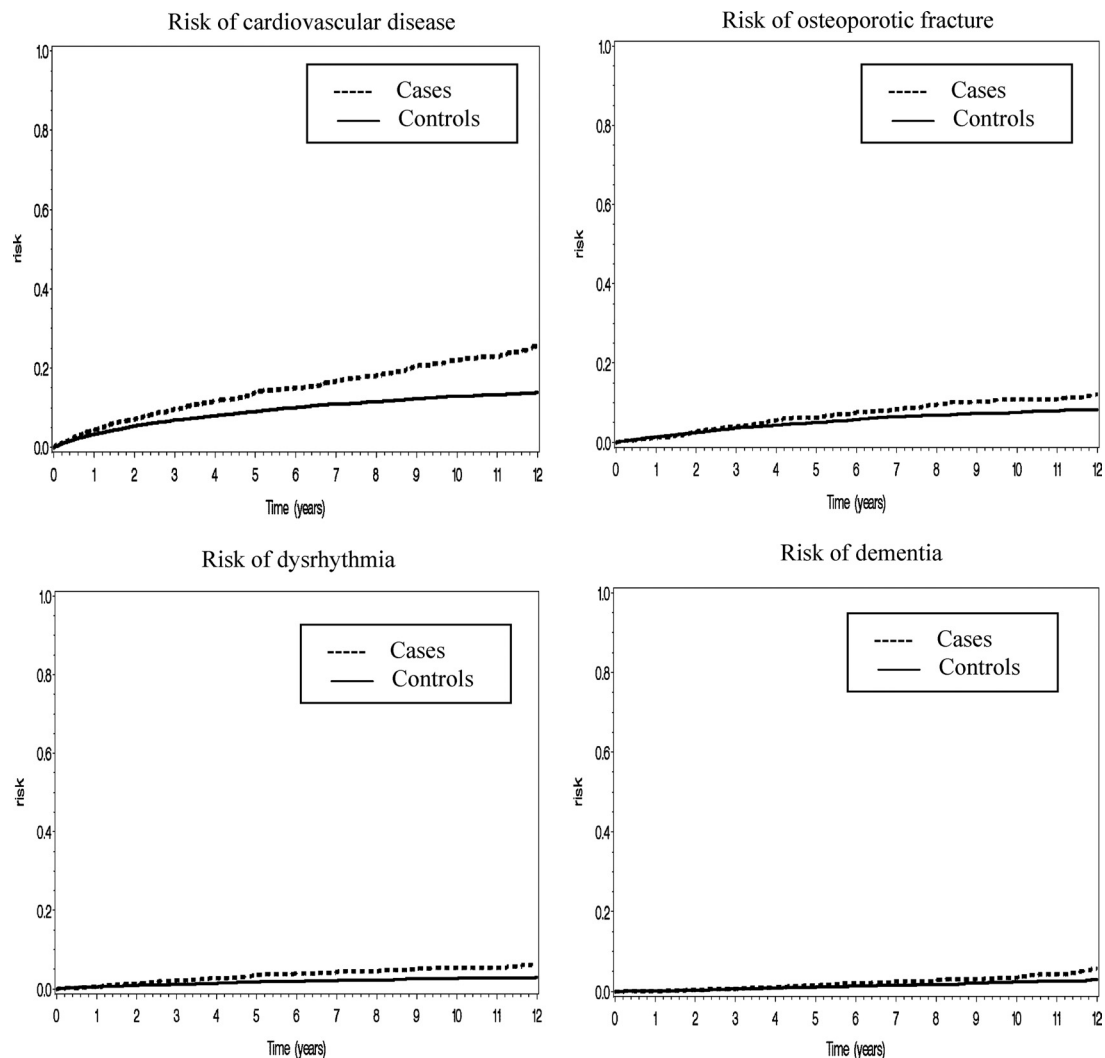 Risk of cardiovascular disease
Cases
Controls
1.0
0.8
0.6
0.4
0.2
0.0
risk
0 1 2 3 4 5 6 7 8 9 10 11 12
Time (years)
Risk of osteoporotic fracture
Cases
Controls
1.0
0.8
0.6
0.4
0.2
0.0
risk
0 1 2 3 4 5 6 7 8 9 10 11 12
Time (years)
Risk of dysrhythmia
Cases
Controls
1.0
0.8
0.6
0.4
0.2
0.0
risk
0 1 2 3 4 5 6 7 8 9 10 11 12
Time (years)
Risk of dementia
Cases
Controls
1.0
0.8
0.6
0.4
0.2
0.0
risk
0 1 2 3 4 5 6 7 8 9 10 11 12
Time (years)